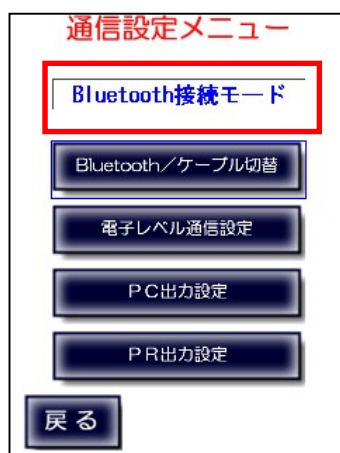 通信設定メニュー
Bluetooth接続モード
Bluetooth／ケーブル切替
電子レベル通信設定
ＰＣ出力設定
ＰＲ出力設定
戻る